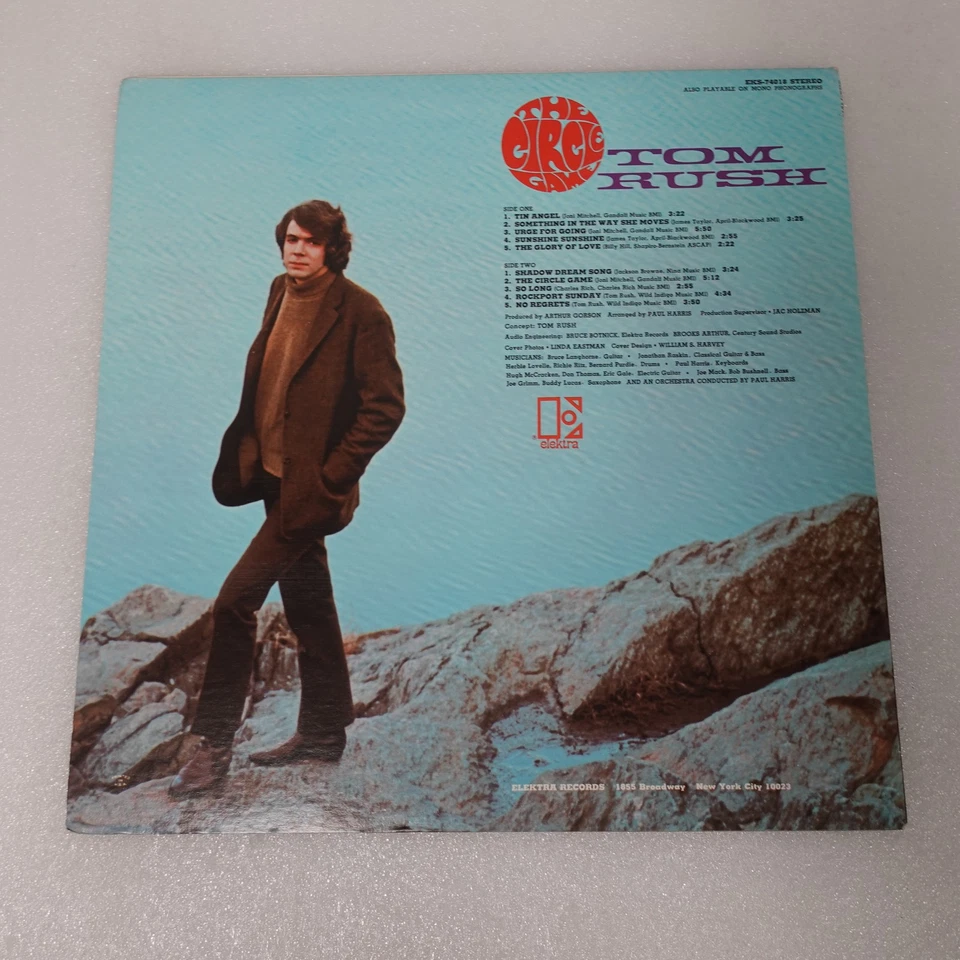 EKS-74018 STEREO
ALSO PLAYABLE ON MONO PHONOGRAPHS
THE
CIRCLE
GAME
TOM
RUSH
SIDE ONE
1. TIN ANGEL (Joni Mitchell, Gandalf Music BMI) 3:22
2. SOMETHING IN THE WAY SHE MOVES (James Taylor, April-Blackwood BMI) 3:25
3. URGE FOR GOING (Joni Mitchell, Gandalf Music BMI) 5:50
4. SUNSHINE SUNSHINE (James Taylor, April-Blackwood BMI) 2:55
5. THE GLORY OF LOVE (Billy Hill, Shapiro-Bernstein ASCAP) 2:22
SIDE TWO
1. SHADOW DREAM SONG (Jackson Browne, Nina Music BMI) 3:24
2. THE CIRCLE GAME (Joni Mitchell, Gandalf Music BMI) 5:12
3. SO LONG (Charles Rich, Charles Rich Music BMI) 2:55
4. ROCKPORT SUNDAY (Tom Rush, Wild Indigo Music BMI) 4:34
5. NO REGRETS (Tom Rush, Wild Indigo Music BMI) 3:50
Produced by ARTHUR GORSON Arranged by PAUL HARRIS Production Supervisor • JAC HOLZMAN
Concept: TOM RUSH
Audio Engineering: BRUCE BOTNICK, Elektra Records BROOKS ARTHUR, Century Sound Studios
Cover Photos • LINDA EASTMAN Cover Design • WILLIAM S. HARVEY
MUSICIANS: Bruce Langhorne, Guitar • Jonathan Raskin, Classical Guitar & Bass
Herbie Lovelle, Richie Ritz, Bernard Purdie, Drums • Paul Harris, Keyboards
Hugh McCracken, Don Thomas, Eric Gale, Electric Guitar • Joe Mack, Bob Bushnell, Bass
Joe Grimm, Buddy Lucas, Saxophone AND AN ORCHESTRA CONDUCTED BY PAUL HARRIS
elektra
ELEKTRA RECORDS 1855 Broadway New York City 10023